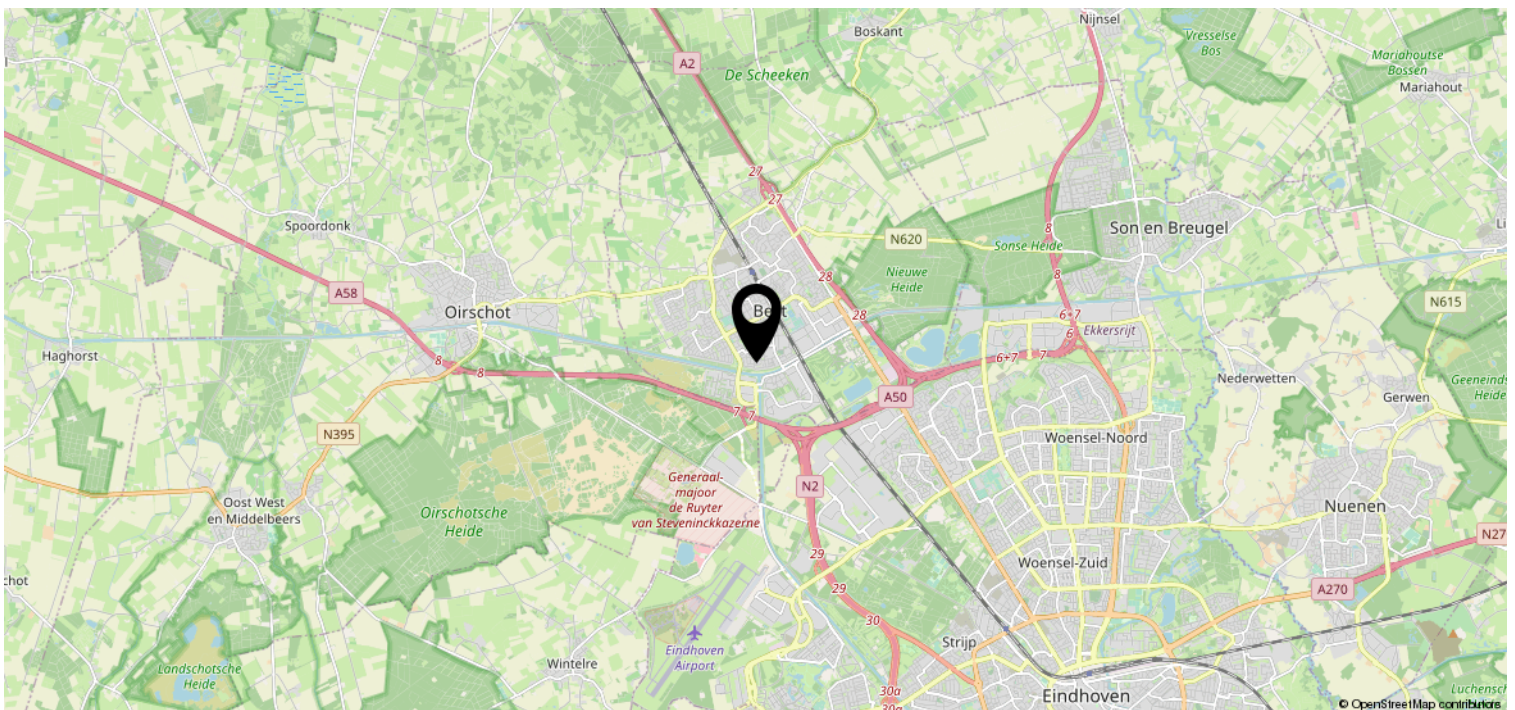 Nijnsel
Boskant
Vresselse
Bos
Mariahoutse
Bossen
Mariahout
A2
De Scheeken
27
27
Spoordonk
Son en Breugel
N620
Sonse Heide
8
8
Nieuwe
Heide
28
28
A58
Oirschot
N615
6+7
6
Ekkersrijt
6+7
7
Haghorst
8
8
Nederwetten
Geeneinds
Heide
Gerwen
A50
7
7
N395
Woensel-Noord
Generaal-
majoor
de Ruyter
van Steveninckkazerne
N2
Oost West
en Middelbeers
Oirschotsche
Heide
Nuenen
N27
29
29
Woensel-Zuid
A270
30
Strijp
Eindhoven
Airport
Wintelre
Landschotsche
Heide
30a
30a
Eindhoven
© OpenStreetMap contributors